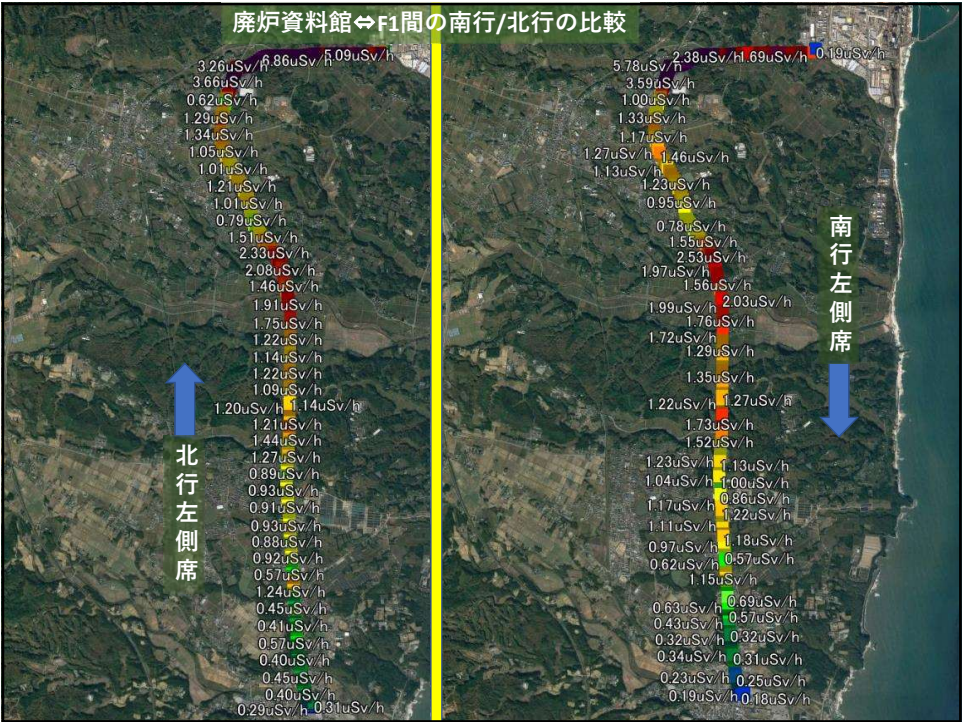 廃炉資料館⇔F1間の南行/北行の比較
3.26uSv/h
6.86uSv/h
5.09uSv/h
3.66uSv/h
0.62uSv/h
1.29uSv/h
1.34uSv/h
1.05uSv/h
1.01uSv/h
1.21uSv/h
1.01uSv/h
0.79uSv/h
1.51uSv/h
2.33uSv/h
2.08uSv/h
1.46uSv/h
1.91uSv/h
1.75uSv/h
1.22uSv/h
1.14uSv/h
1.22uSv/h
1.09uSv/h
1.20uSv/h
1.14uSv/h
1.21uSv/h
1.44uSv/h
1.27uSv/h
0.89uSv/h
0.93uSv/h
0.91uSv/h
0.93uSv/h
0.88uSv/h
0.92uSv/h
0.57uSv/h
1.24uSv/h
0.45uSv/h
0.41uSv/h
0.57uSv/h
0.40uSv/h
0.45uSv/h
0.40uSv/h
0.29uSv/h
0.31uSv/h
北行左側席
5.78uSv/h
2.38uSv/h
1.69uSv/h
0.19uSv/h
3.59uSv/h
1.00uSv/h
1.33uSv/h
1.17uSv/h
1.27uSv/h
1.46uSv/h
1.13uSv/h
1.23uSv/h
0.95uSv/h
0.78uSv/h
1.55uSv/h
2.53uSv/h
1.97uSv/h
1.56uSv/h
1.99uSv/h
2.03uSv/h
1.76uSv/h
1.72uSv/h
1.29uSv/h
1.35uSv/h
1.22uSv/h
1.27uSv/h
1.73uSv/h
1.52uSv/h
1.23uSv/h
1.13uSv/h
1.04uSv/h
1.00uSv/h
0.86uSv/h
1.17uSv/h
1.22uSv/h
1.11uSv/h
1.18uSv/h
0.97uSv/h
0.57uSv/h
0.62uSv/h
1.15uSv/h
0.69uSv/h
0.63uSv/h
0.57uSv/h
0.43uSv/h
0.32uSv/h
0.32uSv/h
0.34uSv/h
0.31uSv/h
0.23uSv/h
0.25uSv/h
0.19uSv/h
0.18uSv/h
南行左側席